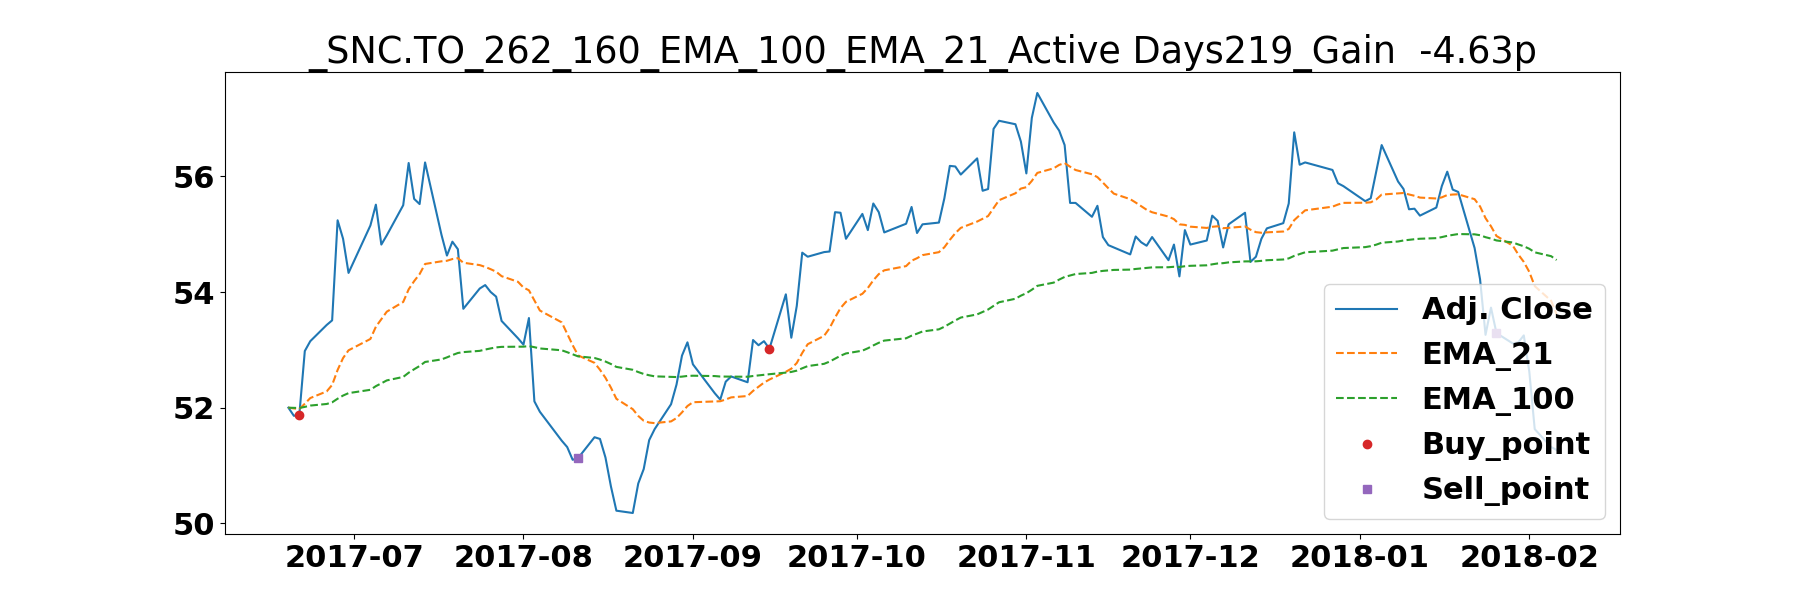 _SNC.TO_262_160_EMA_100_EMA_21_Active Days219_Gain  -4.63p
56
54
52
50
Adj. Close
EMA_21
EMA_100
Buy_point
Sell_point
2017-07 2017-08 2017-09 2017-10 2017-11 2017-12 2018-01 2018-02